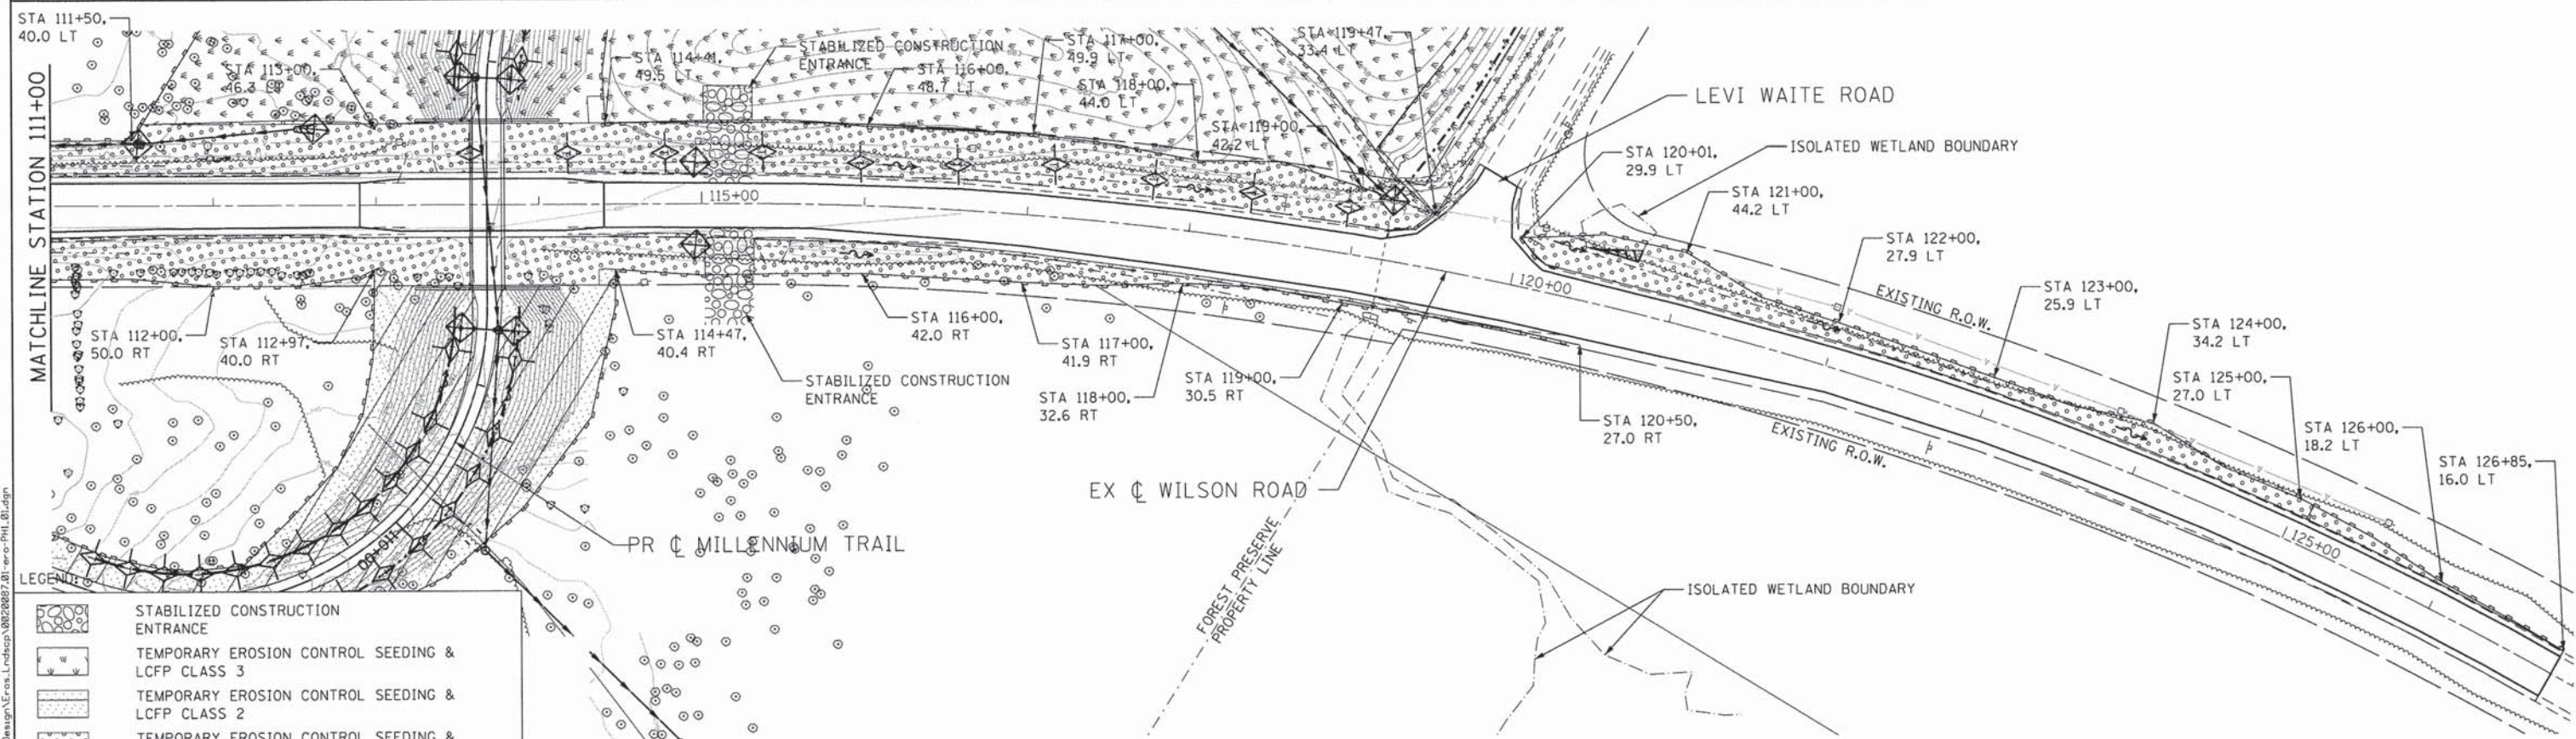 STA 111+50,
40.0 LT
MATCHLINE STATION 111+00
STA 113+00,
46.3 LT
STA 114+41,
49.5 LT
STABILIZED CONSTRUCTION
ENTRANCE
STA 116+00,
48.7 LT
STA 117+00,
49.9 LT
STA 118+00,
44.0 LT
STA 119+00,
42.2 LT
STA 119+47,
33.4 LT
LEVI WAITE ROAD
ISOLATED WETLAND BOUNDARY
STA 120+01,
29.9 LT
STA 121+00,
44.2 LT
STA 122+00,
27.9 LT
EXISTING R.O.W.
STA 123+00,
25.9 LT
STA 124+00,
34.2 LT
STA 125+00,
27.0 LT
STA 126+00,
18.2 LT
STA 126+85,
16.0 LT
115+00
120+00
125+00
STA 112+00,
50.0 RT
STA 112+97,
40.0 RT
STA 114+47,
40.4 RT
STABILIZED CONSTRUCTION
ENTRANCE
STA 116+00,
42.0 RT
STA 117+00,
41.9 RT
STA 118+00,
32.6 RT
STA 119+00,
30.5 RT
STA 120+50,
27.0 RT
EXISTING R.O.W.
EX ℄ WILSON ROAD
PR ℄ MILLENNIUM TRAIL
110+00
FOREST PRESERVE
PROPERTY LINE
ISOLATED WETLAND BOUNDARY
LEGEND:
STABILIZED CONSTRUCTION
ENTRANCE
TEMPORARY EROSION CONTROL SEEDING &
LCFP CLASS 3
TEMPORARY EROSION CONTROL SEEDING &
LCFP CLASS 2
TEMPORARY EROSION CONTROL SEEDING &